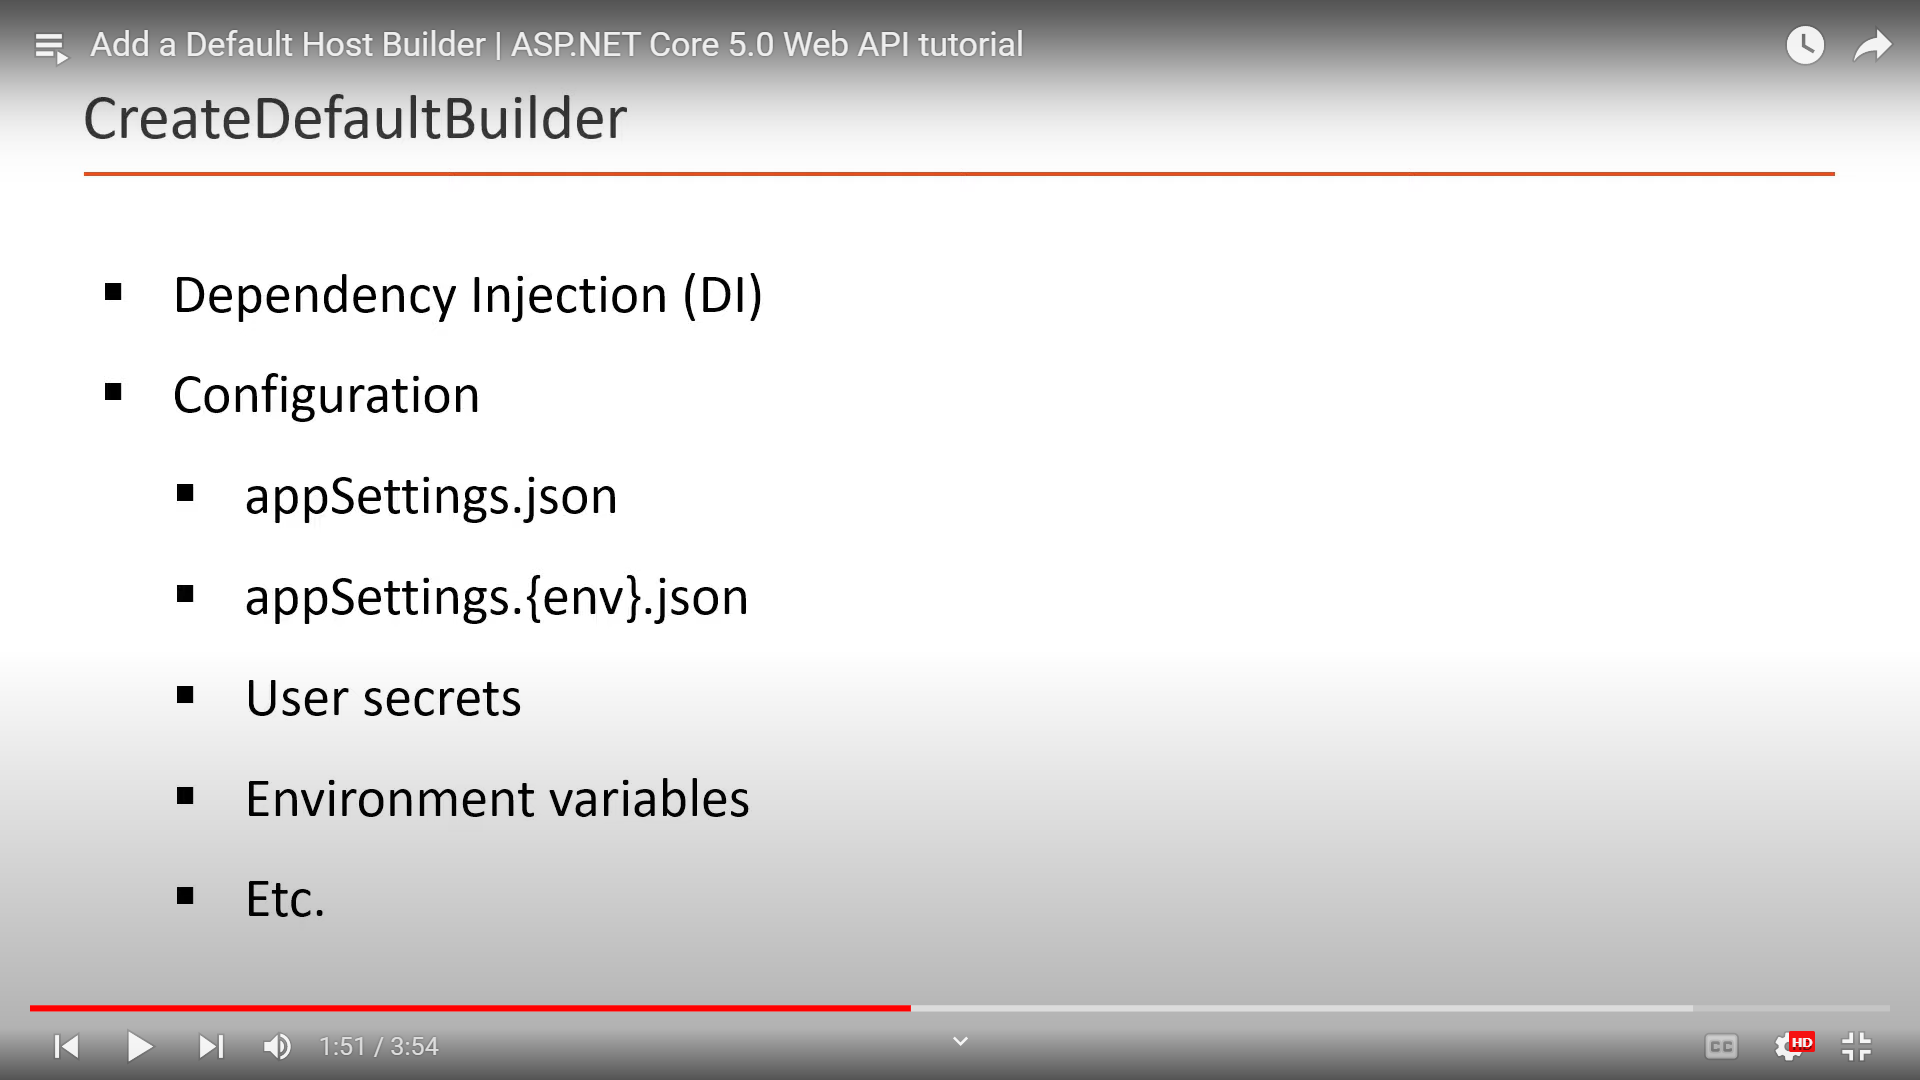 Add a Default Host Builder | ASP.NET Core 5.0 Web API tutorial
CreateDefaultBuilder
Dependency Injection (DI)
Configuration
appSettings.json
appSettings.{env}.json
User secrets
Environment variables
Etc.
1:51 / 3:54
CC
HD